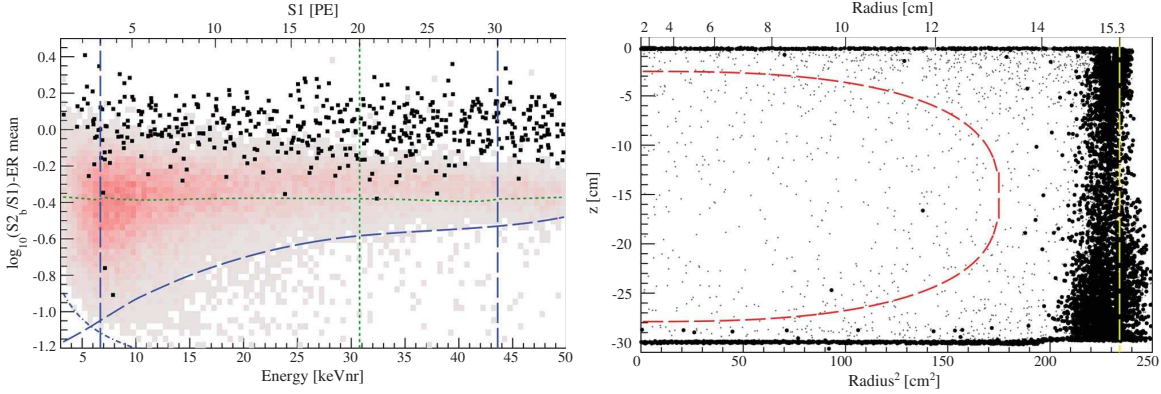 S1 [PE]
5 10 15 20 25 30
log10(S2b/S1)-ER mean
0.4
0.2
0.0
-0.2
-0.4
-0.6
-0.8
-1.0
-1.2
5 10 15 20 25 30 35 40 45 50
Energy [keVnr]
Radius [cm]
2 4 6 8 10 12 14 15.3
z [cm]
0
-5
-10
-15
-20
-25
-30
0 50 100 150 200 250
Radius2 [cm2]